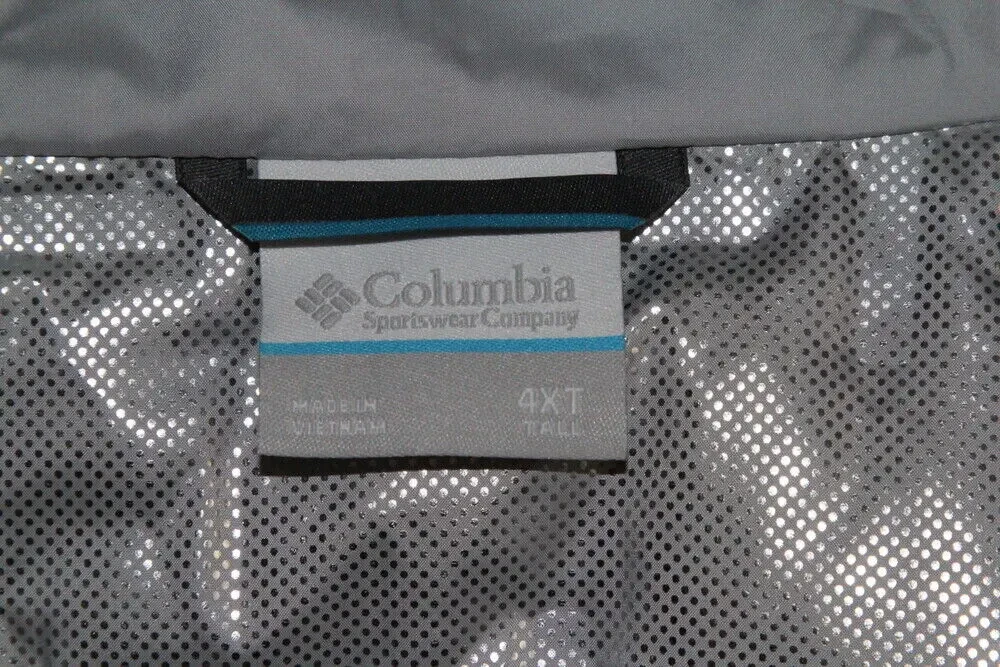 Columbia
Sportswear Company
MADE IN
VIETNAM
4XT
TALL